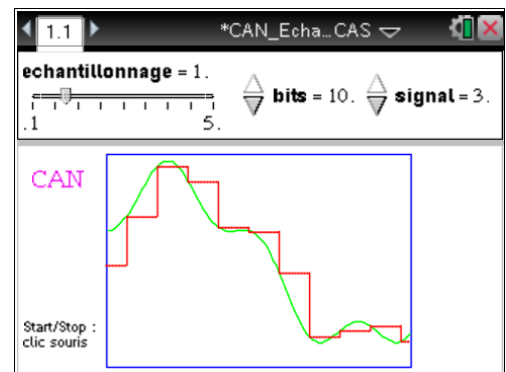 1.1 *CAN_Echa…CAS
echantillonnage = 1.
.1 5.
bits = 10. signal = 3.
CAN
Start/Stop :
clic souris